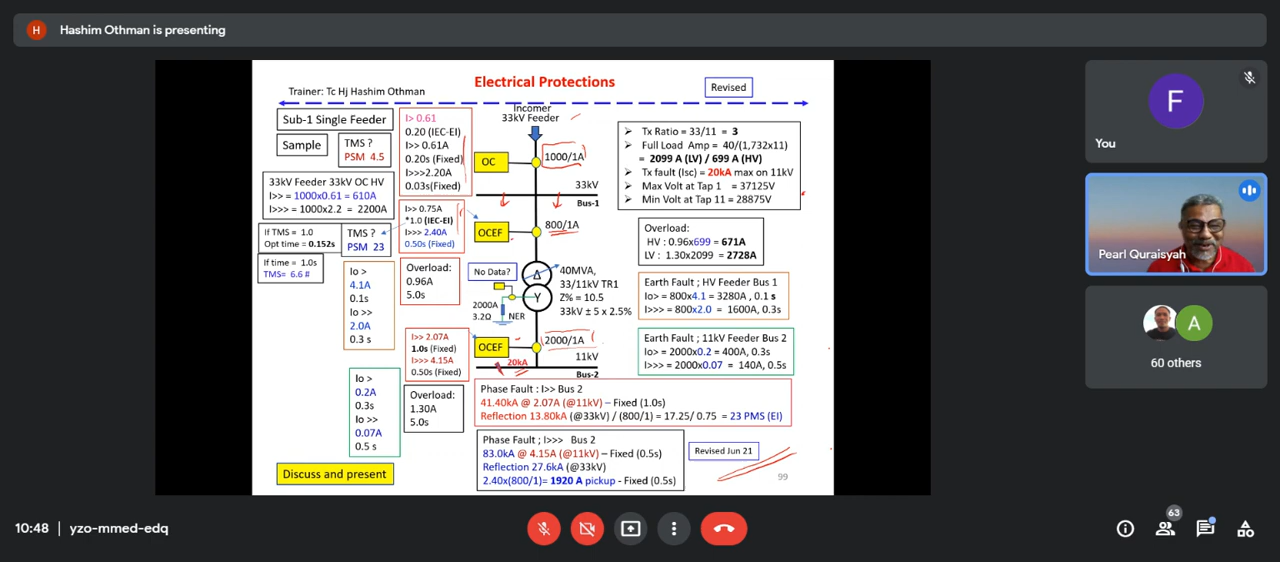 H
Hashim Othman is presenting
Electrical Protections
Revised
Trainer: Tc Hj Hashim Othman
Sub-1 Single Feeder
Sample
TMS ?
PSM 4.5
I> 0.61
0.20 (IEC-EI)
I>> 0.61A
0.20s (Fixed)
I>>>2.20A
0.03s(Fixed)
Incomer
33kV Feeder
OC
1000/1A
33kV
Bus-1
➢ Tx Ratio = 33/11 = 3
➢ Full Load Amp = 40/(1,732x11)
= 2099 A (LV) / 699 A (HV)
➢ Tx fault (Isc) = 20kA max on 11kV
➢ Max Volt at Tap 1 = 37125V
➢ Min Volt at Tap 11 = 28875V
33kV Feeder 33kV OC HV
I>> = 1000x0.61 = 610A
I>>> = 1000x2.2 = 2200A
If TMS = 1.0
Opt time = 0.152s
TMS ?
PSM 23
I>> 0.75A
*1.0 (IEC-EI)
I>>> 2.40A
0.50s (Fixed)
OCEF
800/1A
Overload:
HV : 0.96x699 = 671A
LV : 1.30x2099 = 2728A
If time = 1.0s
TMS= 6.6 #
Io >
4.1A
0.1s
Io >>
2.0A
0.3 s
Overload:
0.96A
5.0s
No Data?
Δ
Y
40MVA,
33/11kV TR1
Z% = 10.5
33kV ± 5 x 2.5%
2000A
3.2Ω
NER
Earth Fault ; HV Feeder Bus 1
Io> = 800x4.1 = 3280A , 0.1 s
I>>> = 800x2.0 = 1600A, 0.3s
I>> 2.07A
1.0s (Fixed)
I>>> 4.15A
0.50s (Fixed)
OCEF
2000/1A
20kA
11kV
Bus-2
Earth Fault ; 11kV Feeder Bus 2
Io> = 2000x0.2 = 400A, 0.3s
I>>> = 2000x0.07 = 140A, 0.5s
Io >
0.2A
0.3s
Io >>
0.07A
0.5 s
Overload:
1.30A
5.0s
Phase Fault : I>> Bus 2
41.40kA @ 2.07A (@11kV) – Fixed (1.0s)
Reflection 13.80kA (@33kV) / (800/1) = 17.25/ 0.75 = 23 PMS (EI)
Phase Fault ; I>>> Bus 2
83.0kA @ 4.15A (@11kV) – Fixed (0.5s)
Reflection 27.6kA (@33kV)
2.40x(800/1)= 1920 A pickup - Fixed (0.5s)
Revised Jun 21
Discuss and present
99
F
You
Pearl Quraisyah
A
60 others
10:48 | yzo-mmed-edq
63